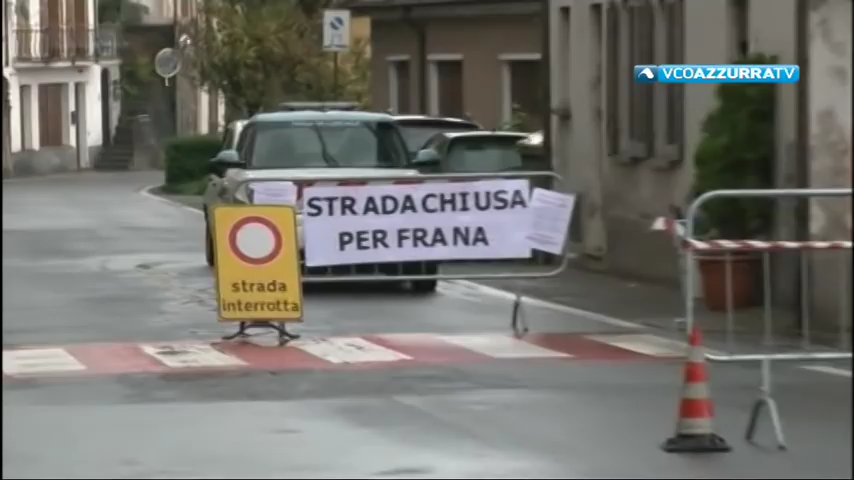 VCOAZZURRATV
STRADA CHIUSA
PER FRANA
strada
interrotta